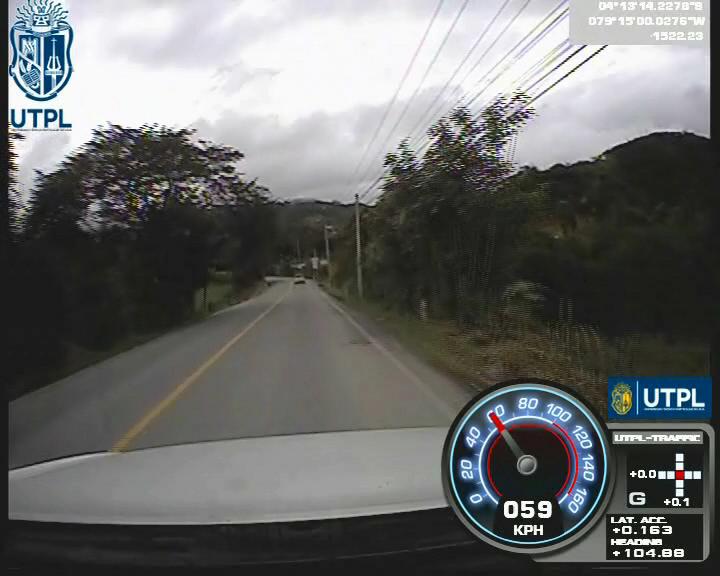 04°13'14.2278"S
079°15'00.0276"W
1522.23
UTPL
UTPL
UTPL-TRAFFIC
0
20
40
60
80
100
120
140
160
059
KPH
+0.0
G
+0.1
LAT. ACC.
+0.163
HEADING
+104.88